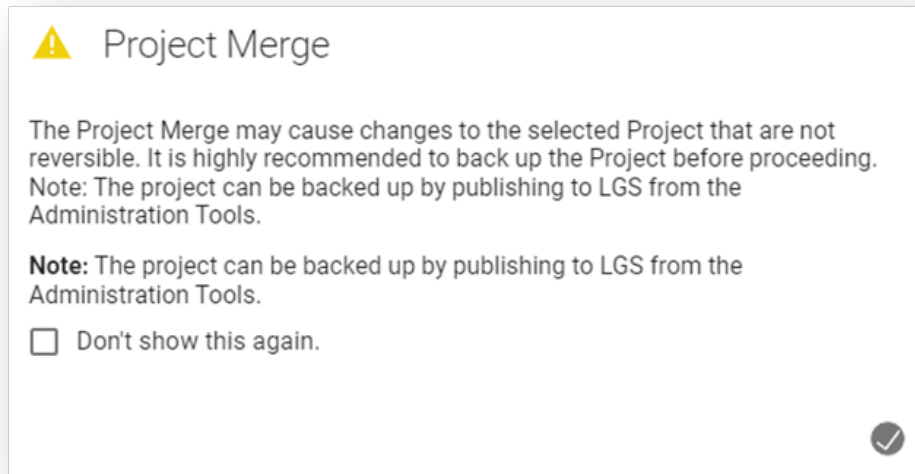 Project Merge
The Project Merge may cause changes to the selected Project that are not
reversible. It is highly recommended to back up the Project before proceeding.
Note: The project can be backed up by publishing to LGS from the
Administration Tools.
Note: The project can be backed up by publishing to LGS from the
Administration Tools.
Don't show this again.